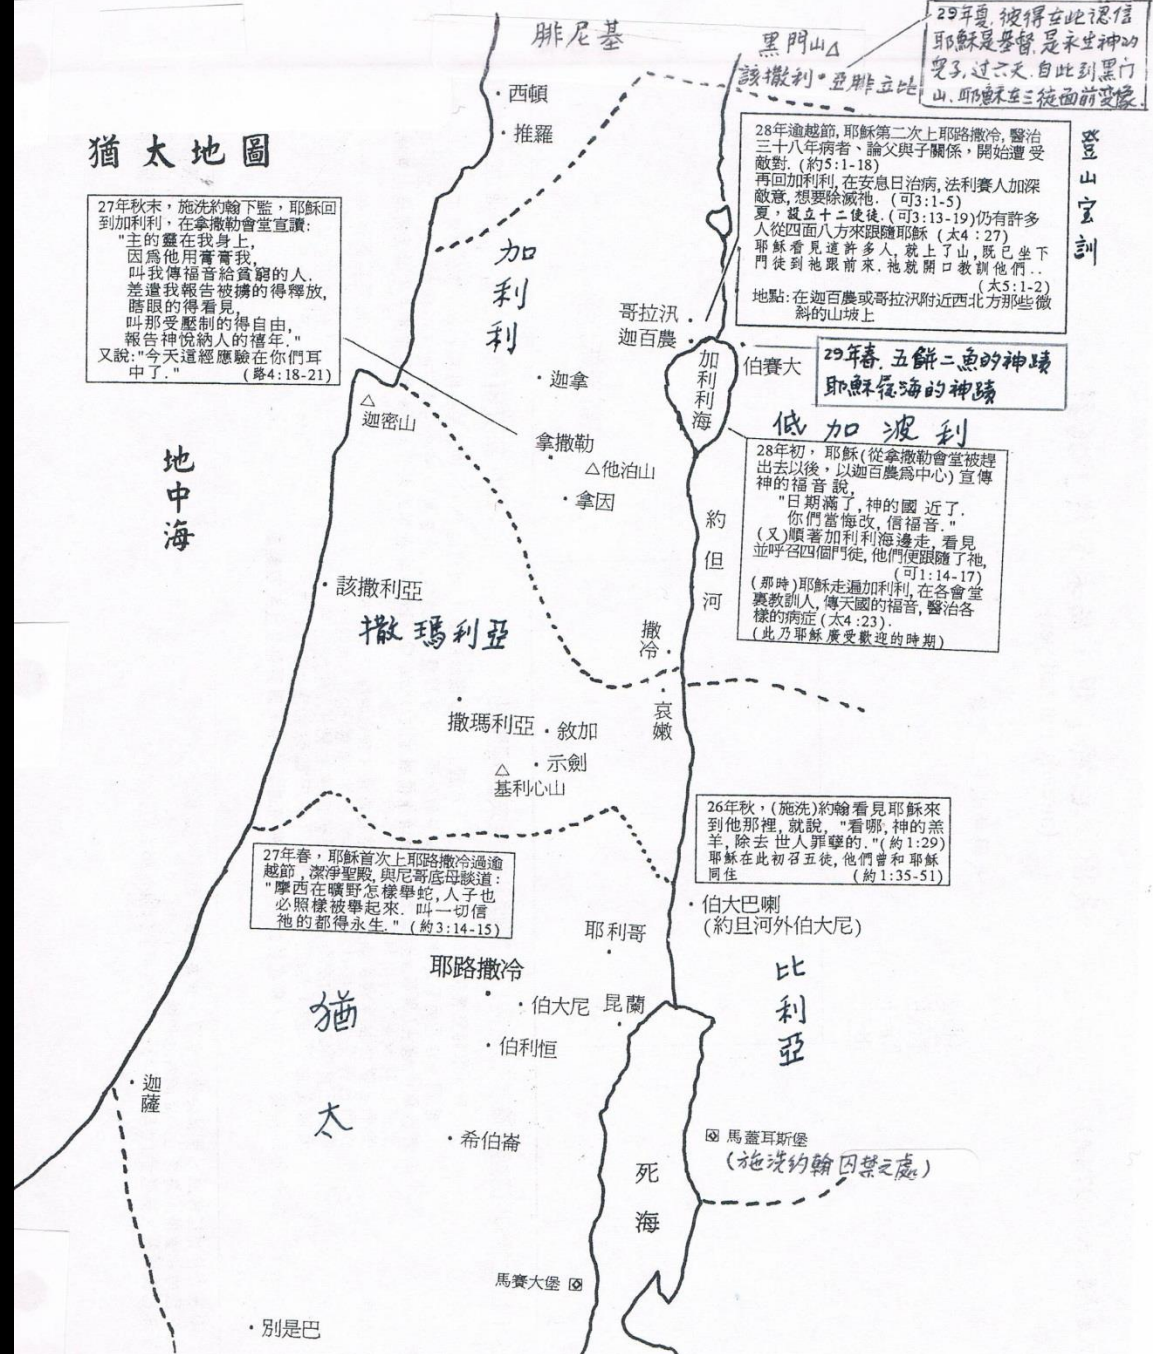 腓尼基
黑門山△
該撒利·亞腓立比
29年夏, 彼得在此認信
耶穌是基督, 是永生神的
兒子, 过六天, 自此到黑门
山, 耶穌在三徒面前变像.
·西頓
·推羅
猶太地圖
27年秋末，施洗約翰下監，耶穌回
到加利利，在拿撒勒會堂宣讀:
"主的靈在我身上,
因爲他用膏膏我,
叫我傳福音給貧窮的人.
差遣我報告被擄的得釋放,
瞎眼的得看見,
叫那受壓制的得自由,
報告神悅納人的禧年."
又說:"今天這經應驗在你們耳
中了." (路4:18-21)
28年逾越節, 耶穌第二次上耶路撒冷, 醫治
三十八年病者、論父與子關係，開始遭受
敵對. (約5:1-18)
再回加利利, 在安息日治病, 法利賽人加深
敵意, 想要除滅祂. (可3:1-5)
夏，設立十二使徒. (可3:13-19)仍有許多
人從四面八方來跟隨耶穌 (太4：27)
耶穌看見這許多人, 就上了山, 既已坐下
門徒到祂跟前來. 祂就開口教訓他們..
(太5:1-2)
地點: 在迦百農或哥拉汛附近西北方那些微
斜的山坡上
登山宝訓
加利利
哥拉汛·
迦百農·
加利利海
·伯賽大
29年春. 五餅二魚的神蹟
耶穌履海的神蹟
△
迦密山
·迦拿
拿撒勒
·
△他泊山
·拿因
低加波利
28年初，耶穌(從拿撒勒會堂被趕
出去以後，以迦百農爲中心) 宣傳
神的福音說,
"日期滿了, 神的國 近了.
你們當悔改, 信福音."
(又)順著加利利海邊走, 看見
並呼召四個門徒, 他們便跟隨了祂,
(可1:14-17)
(那時)耶穌走遍加利利, 在各會堂
裏教訓人, 傳天國的福音, 醫治各
樣的病症(太4:23).
(此乃耶穌廣受歡迎的時期)
地中海
約但河
·該撒利亞
撒瑪利亞
撒冷·
·
哀嫩
·
撒瑪利亞
·敘加
·示劍
△
基利心山
26年秋，(施洗)約翰看見耶穌來
到他那裡, 就說, "看哪, 神的羔
羊, 除去世人罪孽的."(約1:29)
耶穌在此初召五徒, 他們曾和耶穌
同住 (約1:35-51)
27年春，耶穌首次上耶路撒冷過逾
越節, 潔淨聖殿, 與尼哥底母談道:
"摩西在曠野怎樣舉蛇, 人子也
必照樣被舉起來. 叫一切信
祂的都得永生." (約3:14-15)
·伯大巴喇
(約旦河外伯大尼)
耶利哥
·
耶路撒冷
·
·伯大尼
昆蘭
·
·伯利恒
比利亞
猶太
·迦薩
·希伯崙
馬蓋耳斯堡
(施洗约翰囚禁之處)
死海
馬賽大堡
·別是巴